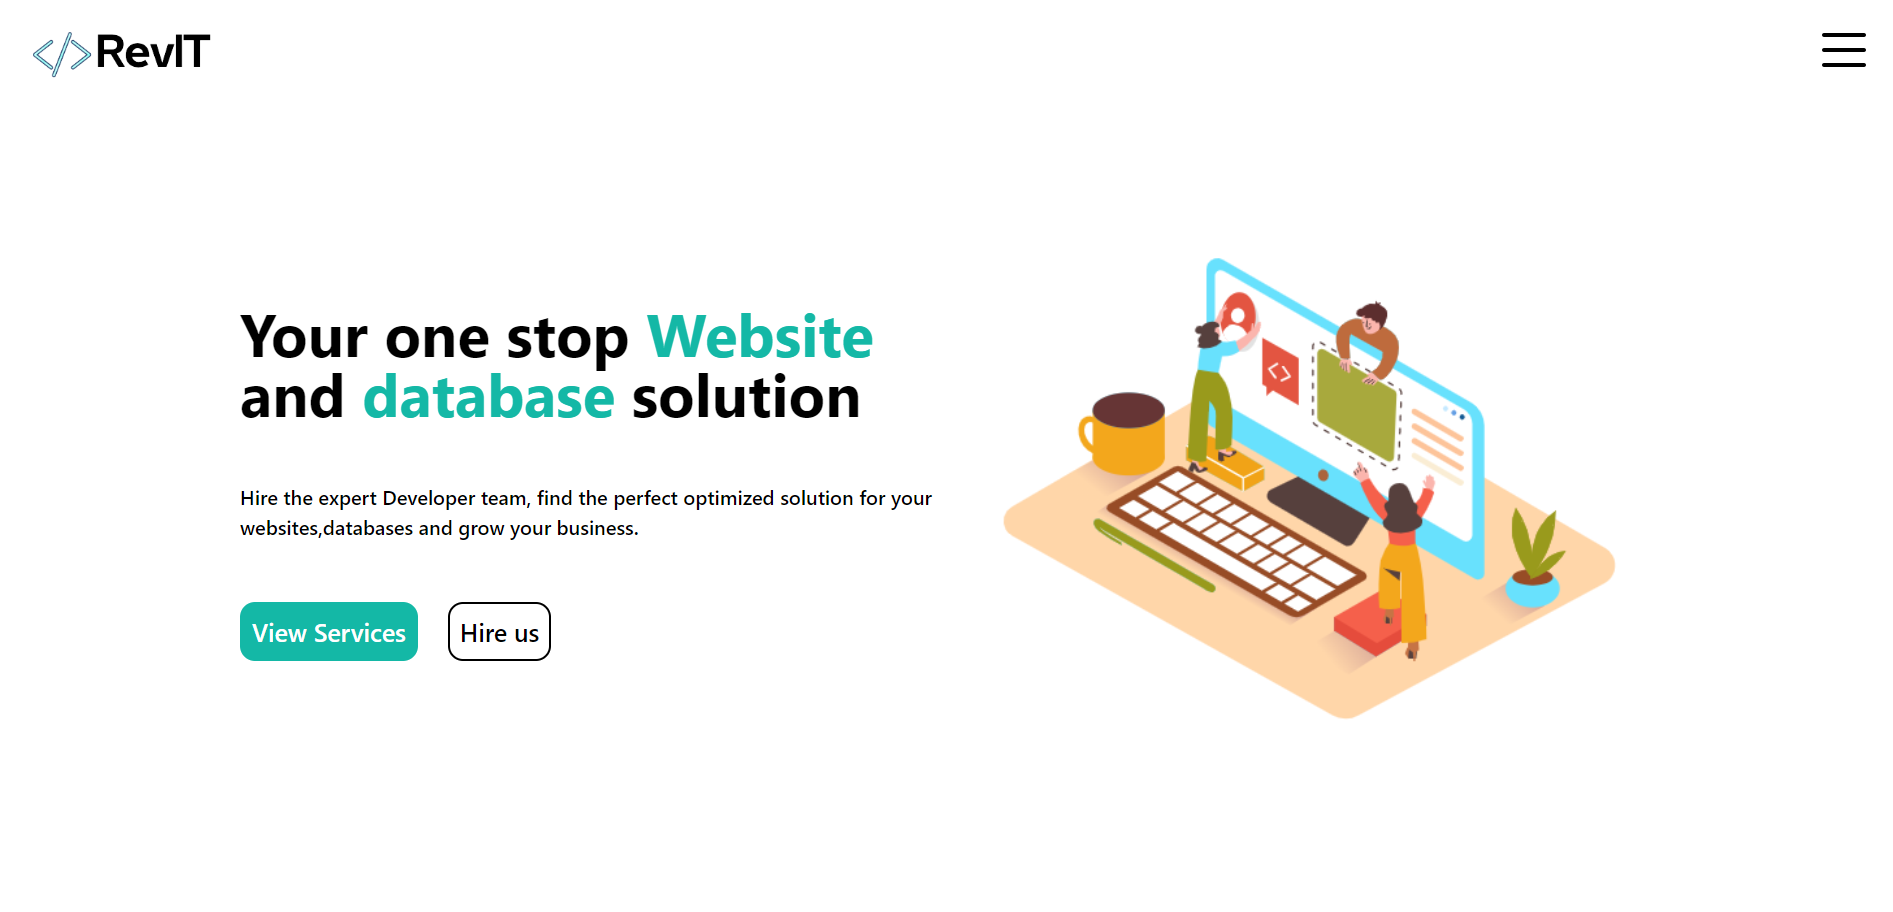 </> RevIT
Your one stop Website
and database solution
Hire the expert Developer team, find the perfect optimized solution for your
websites,databases and grow your business.
View Services
Hire us
<>